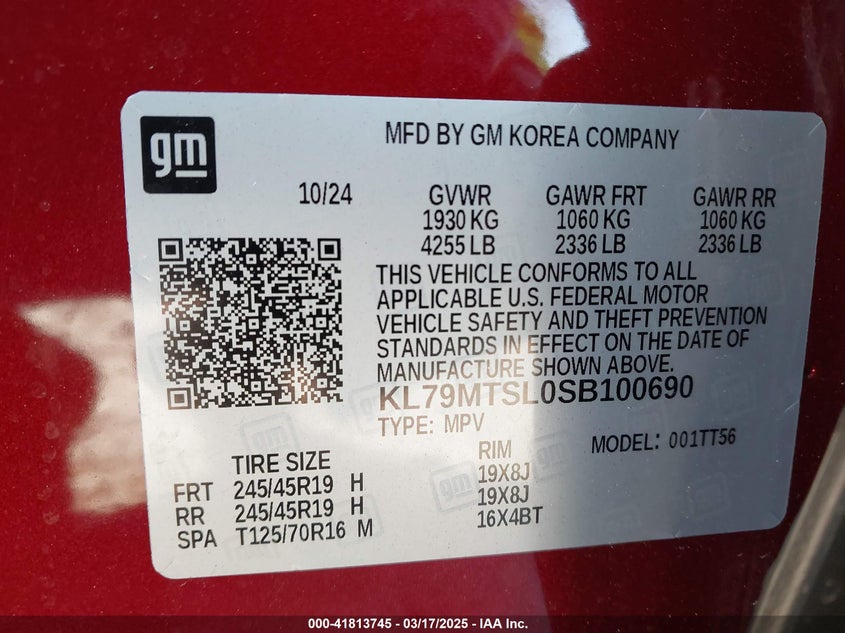 gm
MFD BY GM KOREA COMPANY
10/24 GVWR GAWR FRT GAWR RR
1930 KG 1060 KG 1060 KG
4255 LB 2336 LB 2336 LB
THIS VEHICLE CONFORMS TO ALL
APPLICABLE U.S. FEDERAL MOTOR
VEHICLE SAFETY AND THEFT PREVENTION
STANDARDS IN EFFECT ON THE DATE OF
MANUFACTURE SHOWN ABOVE.
KL79MTSL0SB100690
TYPE: MPV MODEL: 001TT56
TIRE SIZE RIM
FRT 245/45R19 H 19X8J
RR 245/45R19 H 19X8J
SPA T125/70R16 M 16X4BT
000-41813745 - 03/17/2025 - IAA Inc.